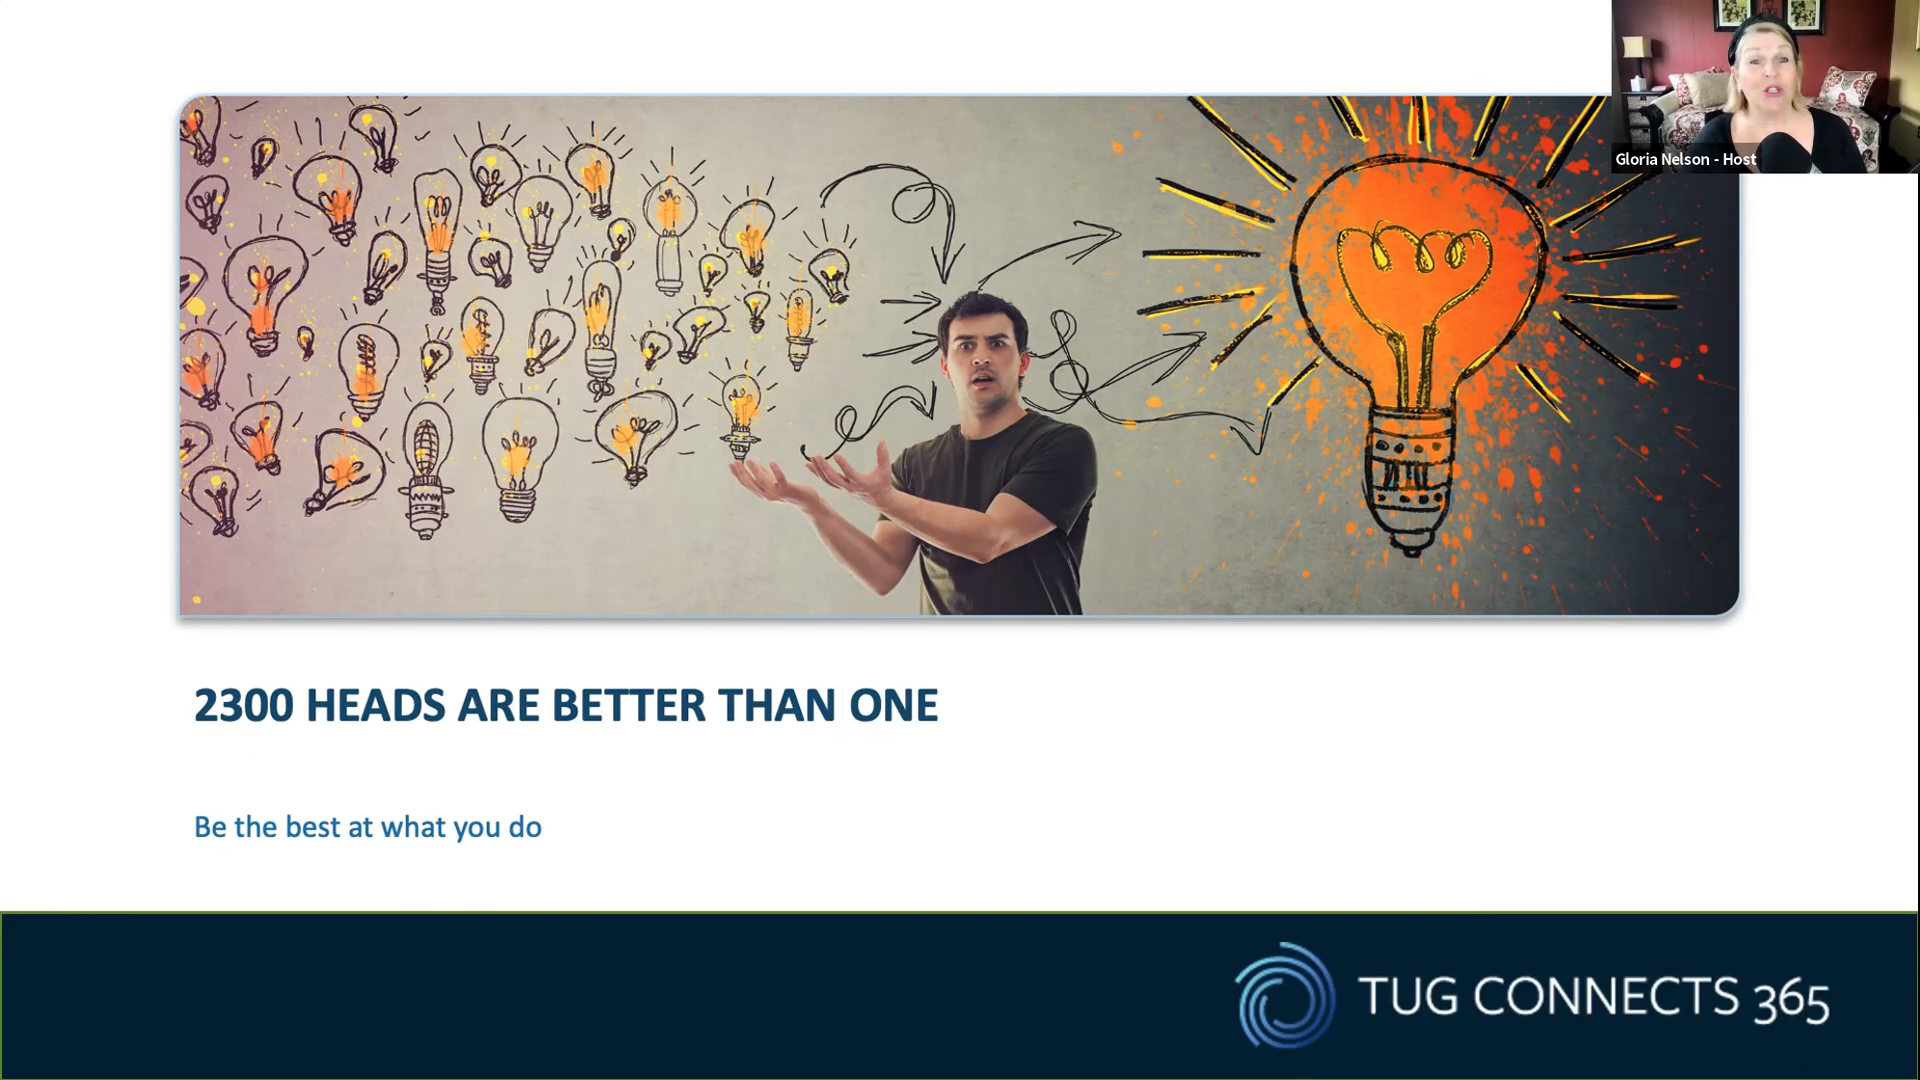 Gloria Nelson - Host
2300 HEADS ARE BETTER THAN ONE
Be the best at what you do
TUG CONNECTS 365